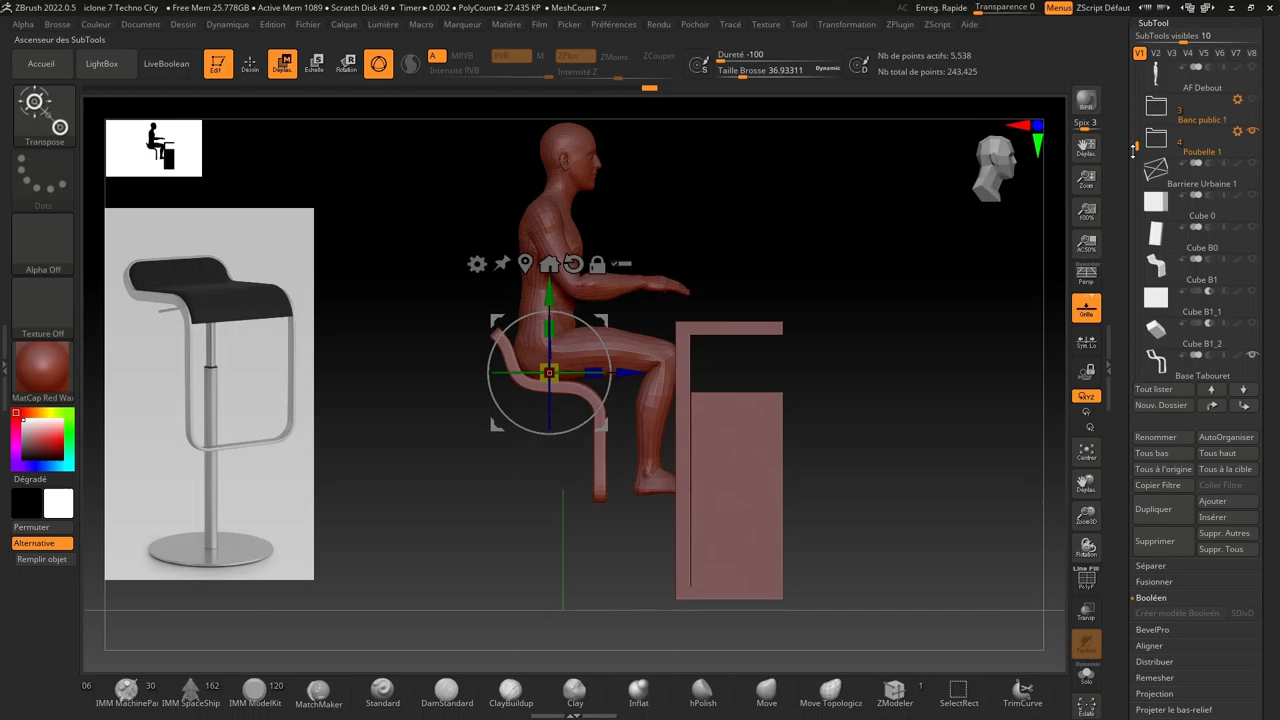 ZBrush 2022.0.5 iclone 7 Techno City • Free Mem 25.778GB • Active Mem 1089 • Scratch Disk 49 • Timer▸0.002 • PolyCount▸27.435 KP • MeshCount▸7
AC Enreg. Rapide Transparence 0 Menus ZScript Défaut
Alpha Brosse Couleur Document Dessin Dynamique Edition Fichier Calque Lumière Macro Marqueur Matière Film Picker Préférences Rendu Pochoir Tracé Texture Tool Transformation ZPlugin ZScript Aide
Ascenseur des SubTools
Accueil LightBox LiveBoolean
Edit Dessin Déplac. Echelle Rotation
A MRVB RVB M ZPlus ZMoins ZCouper
Intensité RVB Intensité Z
Dureté -100
Taille Brosse 36.93311 Dynamic
S D
Nb de points actifs: 5,538
Nb total de points: 243,425
Transpose
Dots
Alpha Off
Texture Off
MatCap Red Wax
Dégradé
Permuter
Alternative
Remplir objet
BPR
Spix 3
Déplac.
Zoom
100%
AC50%
Dynamic
Persp
Grille
Sym Lo
XYZ
Centrer
Déplac.
Zoom3D
Rotation
Line Fill
PolyF
Transp
Dynamic
Solo
Eclaté
SubTool
SubTools visibles 10
V1 V2 V3 V4 V5 V6 V7 V8
AF Debout
3
Banc public 1
4
Poubelle 1
Barriere Urbaine 1
Cube 0
Cube B0
Cube B1
Cube B1_1
Cube B1_2
Base Tabouret
Tout lister
Nouv. Dossier
Renommer AutoOrganiser
Tous bas Tous haut
Tous à l'origine Tous à la cible
Copier Filtre Coller Filtre
Dupliquer Ajouter
Insérer
Supprimer Suppr. Autres
Suppr. Tous
Séparer
Fusionner
Booléen
Créer modèle Booléen SDivD
BevelPro
Aligner
Distribuer
Remesher
Projection
Projeter le bas-relief
06 30 162 120 1
IMM MachinePar IMM SpaceShip IMM ModelKit MatchMaker Standard DamStandard ClayBuildup Clay Inflat hPolish Move Move Topologica ZModeler SelectRect TrimCurve